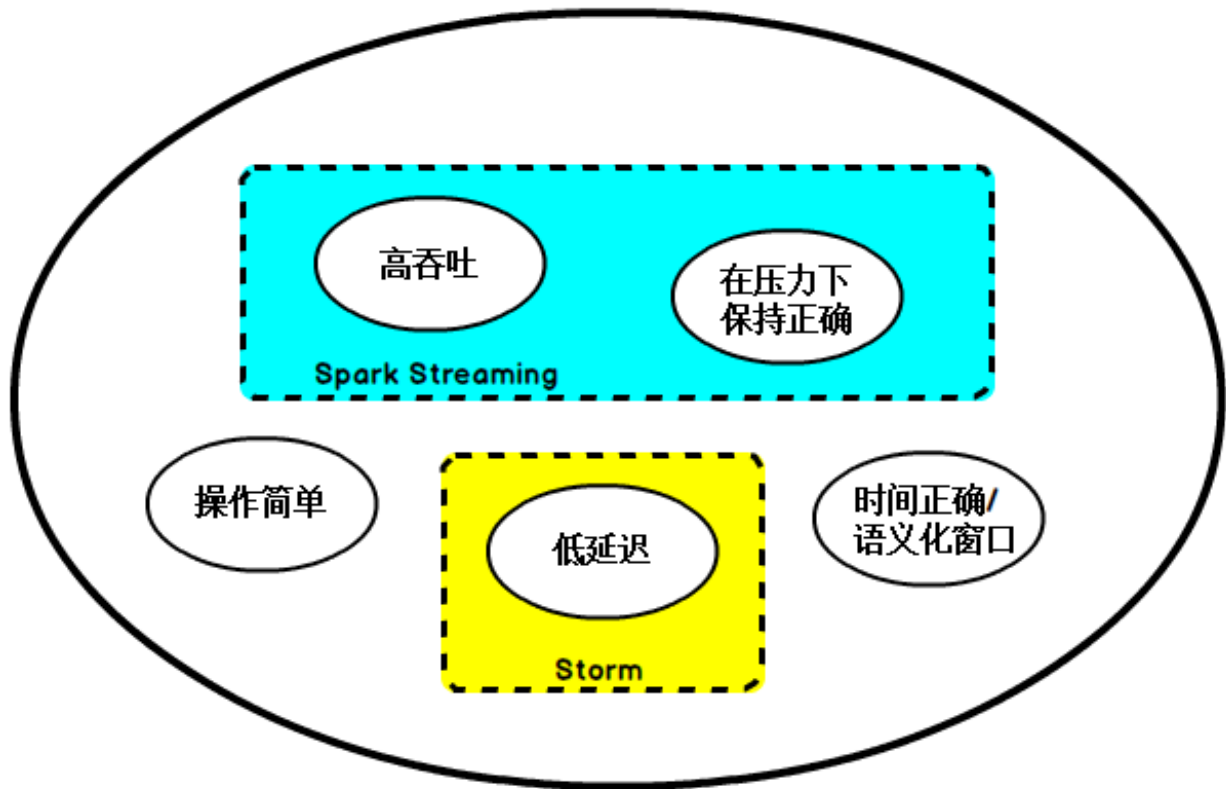 高吞吐
在压力下
保持正确
Spark Streaming
操作简单
低延迟
时间正确/
语义化窗口
Storm